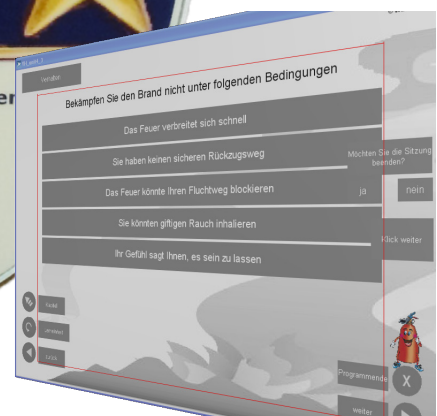 Verlauf
Bekämpfen Sie den Brand nicht unter folgenden Bedingungen
Das Feuer verbreitet sich schnell
Sie haben keinen sicheren Rückzugsweg
Das Feuer könnte Ihren Fluchtweg blockieren
Sie könnten giftigen Rauch inhalieren
Ihr Gefühl sagt Ihnen, es sein zu lassen
Möchten Sie die Sitzung
beenden?
ja
nein
Klick weiter
zurück
Programmende
X
weiter